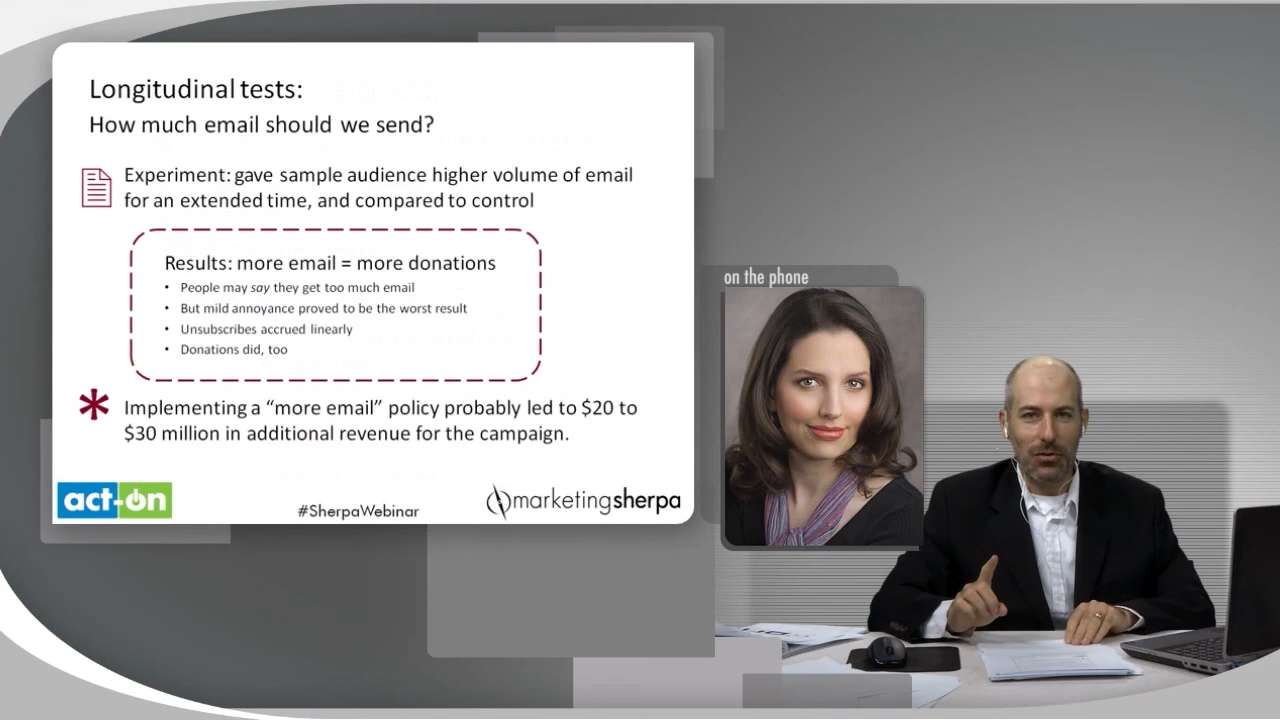 Longitudinal tests:
How much email should we send?
Experiment: gave sample audience higher volume of email
for an extended time, and compared to control
Results: more email = more donations
• People may say they get too much email
• But mild annoyance proved to be the worst result
• Unsubscribes accrued linearly
• Donations did, too
* Implementing a “more email” policy probably led to $20 to
$30 million in additional revenue for the campaign.
act-on
#SherpaWebinar
marketingsherpa
on the phone